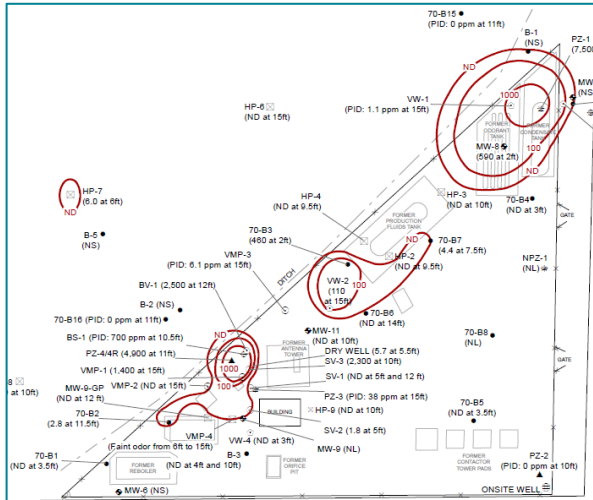 70-B15
(PID: 0 ppm at 11ft)
B-1
(NS)
PZ-1
(7,500
ND
MW
(NS
1000
VW-1
(PID: 1.1 ppm at 15ft)
FORMER
ODORANT
TANK
FORMER
CONDENSATE
TANK
HP-6
(ND at 15ft)
MW-8
(590 at 2ft)
100
ND
HP-7
(6.0 at 6ft)
ND
HP-3
(ND at 10ft)
70-B4
(ND at 3ft)
HP-4
(ND at 9.5ft)
FORMER
PRODUCTION
FLUIDS TANK
GATE
B-5
(NS)
70-B3
(460 at 2ft)
ND
70-B7
(4.4 at 7.5ft)
VMP-3
(PID: 6.1 ppm at 15ft)
HP-2
(ND at 9.5ft)
NPZ-1
(NL)
DITCH
BV-1 (2,500 at 12ft)
VW-2
(110
at 15ft)
100
B-2 (NS)
70-B16 (PID: 0 ppm at 11ft)
70-B6
(ND at 14ft)
BS-1 (PID: 700 ppm at 10.5ft)
ND
MW-11
(ND at 10ft)
70-B8
(NL)
PZ-4/4R (4,900 at 11ft)
FORMER
ANTENNA
TOWER
DRY WELL (5.7 at 5.5ft)
VMP-1 (1,400 at 15ft)
1000
SV-3 (2,300 at 10ft)
GATE
8
at 10ft)
VMP-2 (ND at 15ft)
100
SV-1 (ND at 5ft and 12 ft)
MW-9-GP
(ND at 12 ft)
PZ-3 (PID: 38 ppm at 15ft)
70-B2
(2.8 at 11.5ft)
BUILDING
HP-9 (ND at 10ft)
70-B5
(ND at 3.5ft)
VMP-4
SV-2 (1.8 at 5ft)
(Faint odor from 6ft to 15ft)
VW-4 (ND at 3ft)
MW-9 (NL)
70-B1
(ND at 3.5ft)
FORMER
REBOILER
(ND at 4ft and 10ft)
B-3
FORMER
ORIFICE
PIT
FORMER
CONTACTOR
TOWER PADS
PZ-2
(PID: 0 ppm at 10ft)
MW-6 (NS)
ONSITE WELL